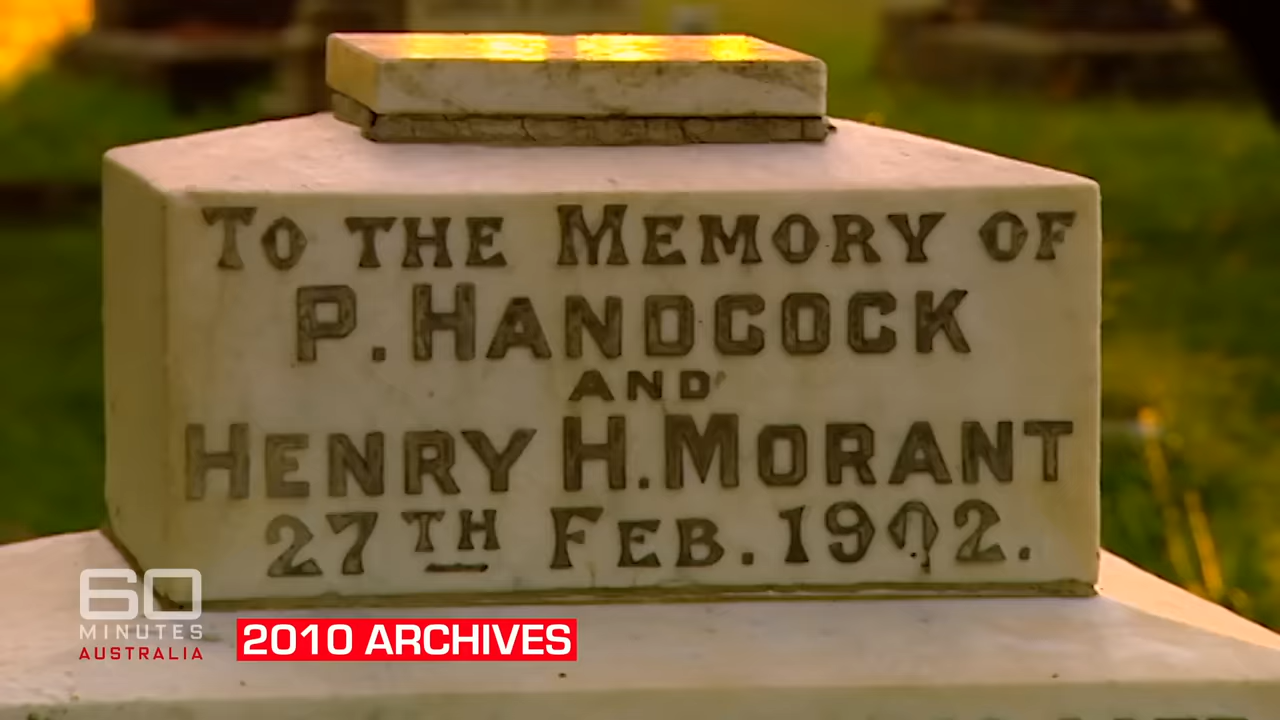 TO THE MEMORY OF
P. HANDCOCK
AND
HENRY H. MORANT
27TH FEB. 1902.
60
MINUTES
AUSTRALIA
2010 ARCHIVES